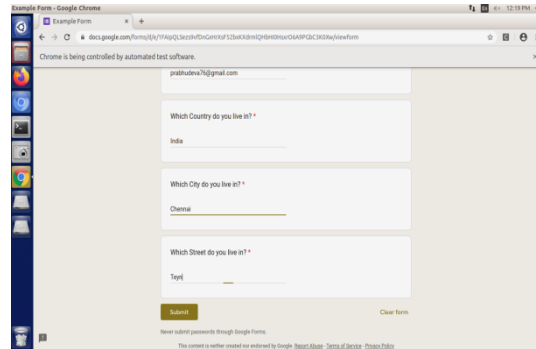 Example Form - Google Chrome
12:19 PM
Example Form
Chrome is being controlled by automated test software.
prabhudeva76@gmail.com
Which Country do you live in? *
India
Which City do you live in? *
Chennai
Which Street do you live in? *
Submit
Clear form
Never submit passwords through Google Forms.
This content is neither created nor endorsed by Google. Report Abuse - Terms of Service - Privacy Policy